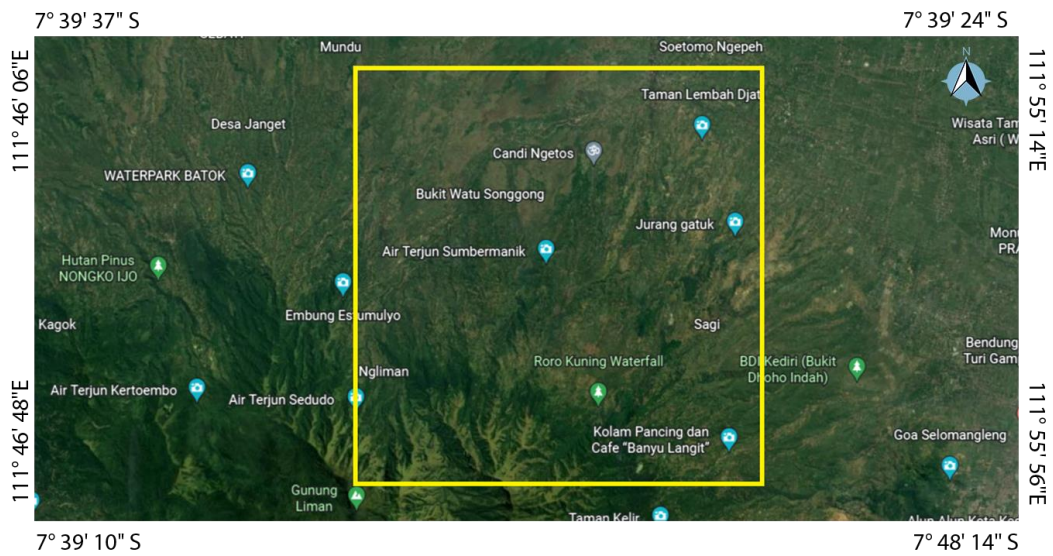 7° 39' 37" S
7° 39' 24" S
111° 46' 06"E
111° 55' 14"E
N
Mundu
Soetomo Ngepeh
Taman Lembah Djat
Desa Janget
Wisata Tam
Asri ( W
Candi Ngetos
WATERPARK BATOK
Bukit Watu Songgong
Jurang gatuk
Monu
PRA
Air Terjun Sumbermanik
Hutan Pinus
NONGKO IJO
Embung Estumulyo
Kagok
Sagi
Bendung
Turi Gam
Roro Kuning Waterfall
BDI Kediri (Bukit
Dhoho Indah)
Ngliman
Air Terjun Kertoembo
Air Terjun Sedudo
Kolam Pancing dan
Cafe “Banyu Langit”
Goa Selomangleng
Gunung
Liman
Taman Kelir
111° 46' 48"E
111° 55' 56"E
7° 39' 10" S
7° 48' 14" S